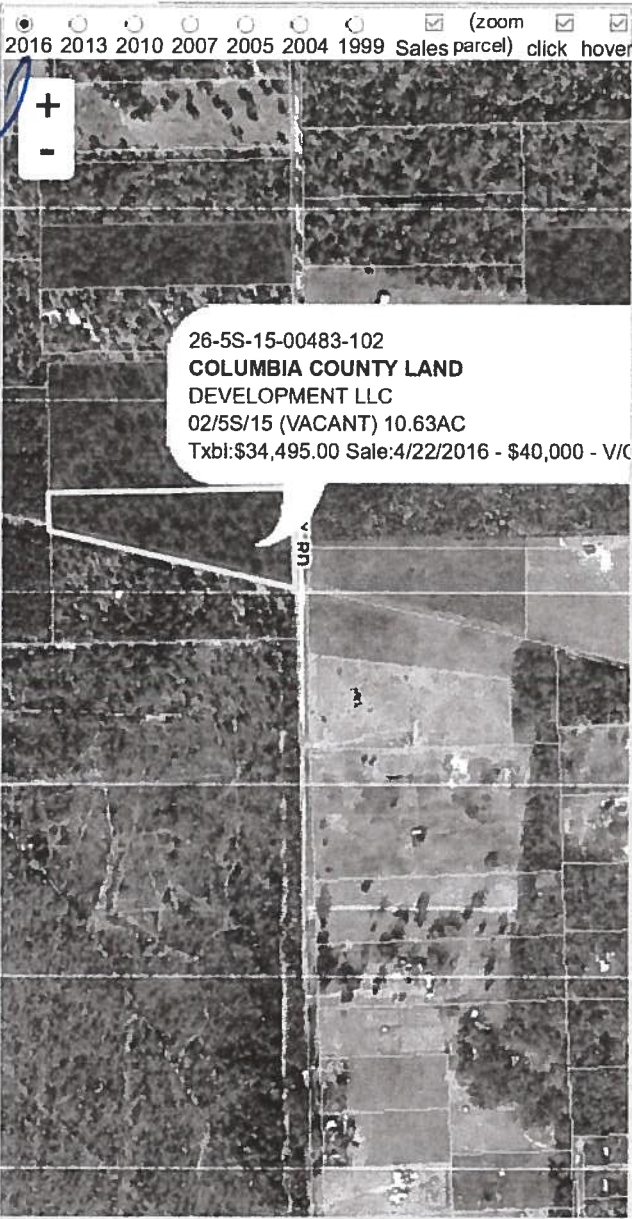 2016 2013 2010 2007 2005 2004 1999 Sales (zoom parcel) click hover
+
-
26-5S-15-00483-102
COLUMBIA COUNTY LAND
DEVELOPMENT LLC
02/5S/15 (VACANT) 10.63AC
Txbl:$34,495.00 Sale:4/22/2016 - $40,000 -
RD